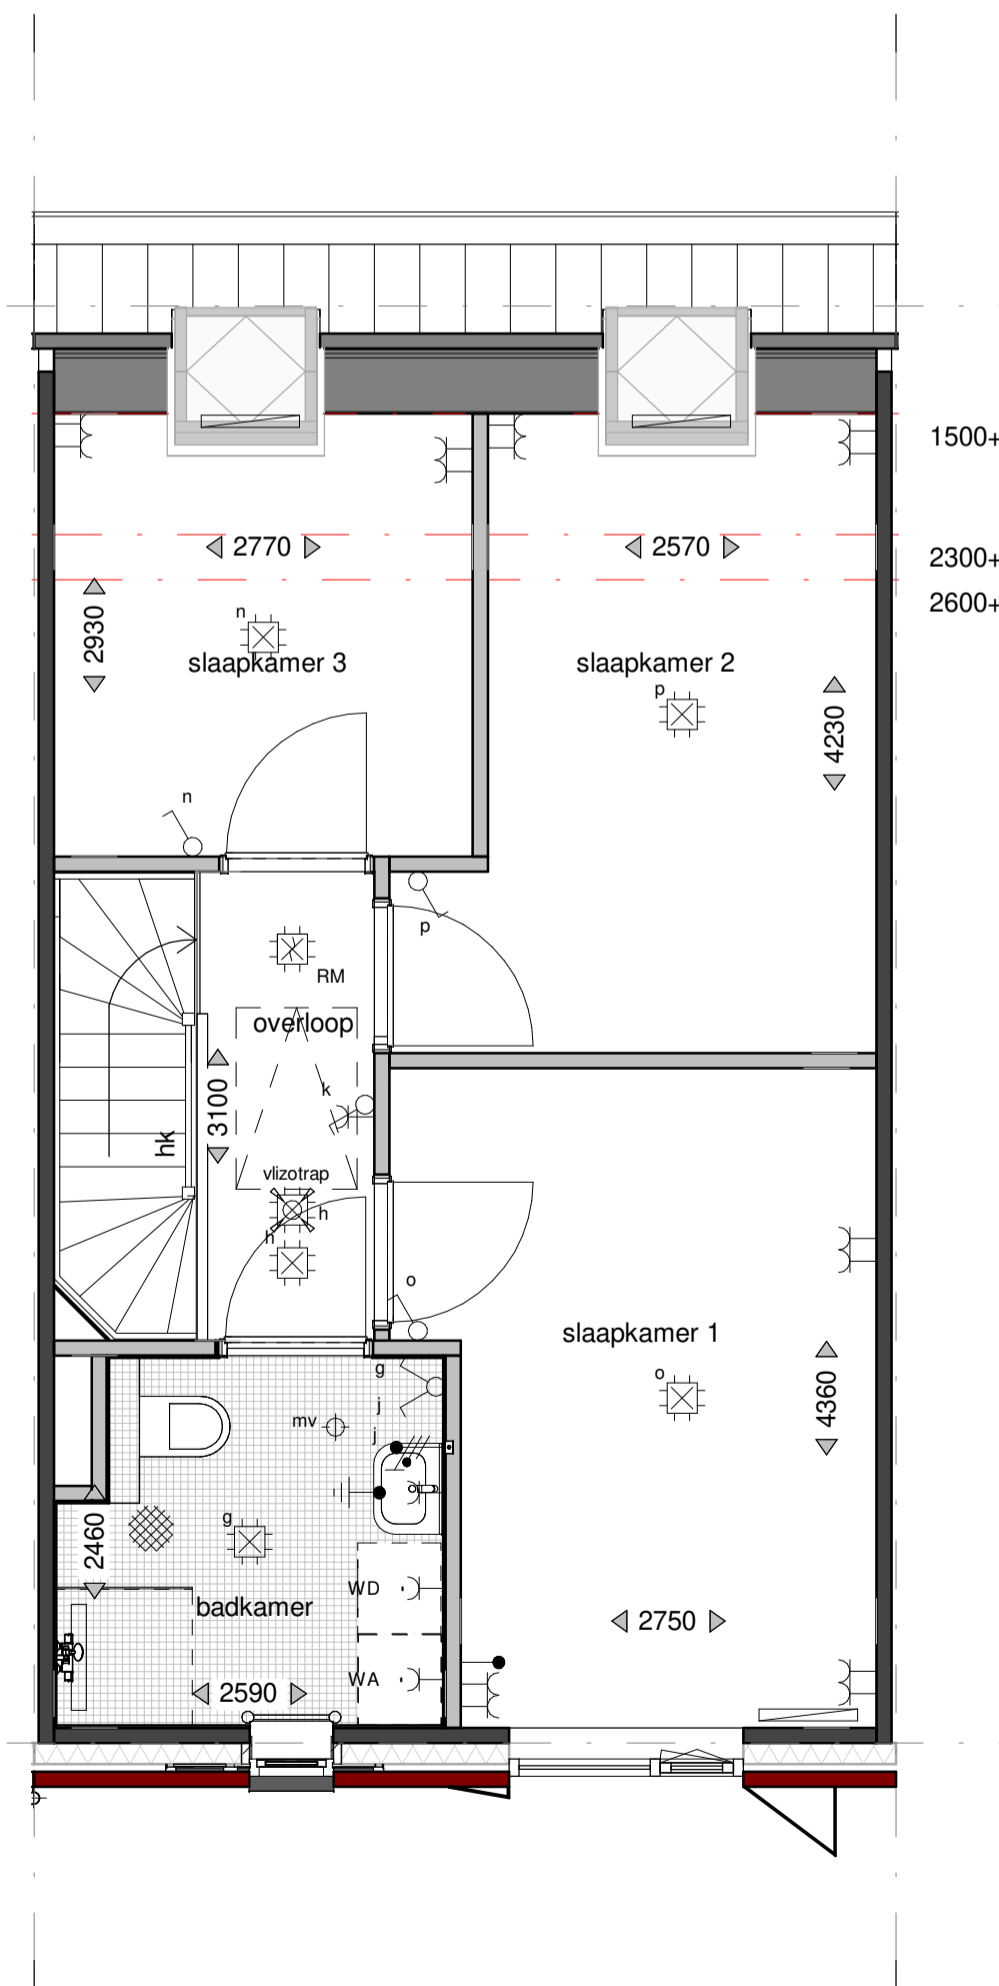 1500+
2770
2570
2300+
2600+
n
2930
slaapkamer 3
slaapkamer 2
p
4230
n
p
RM
overloop
k
3100
hk
vlizotrap
h
h
o
slaapkamer 1
g
o
j
4360
mv
j
g
2460
WD
badkamer
2750
WA
2590